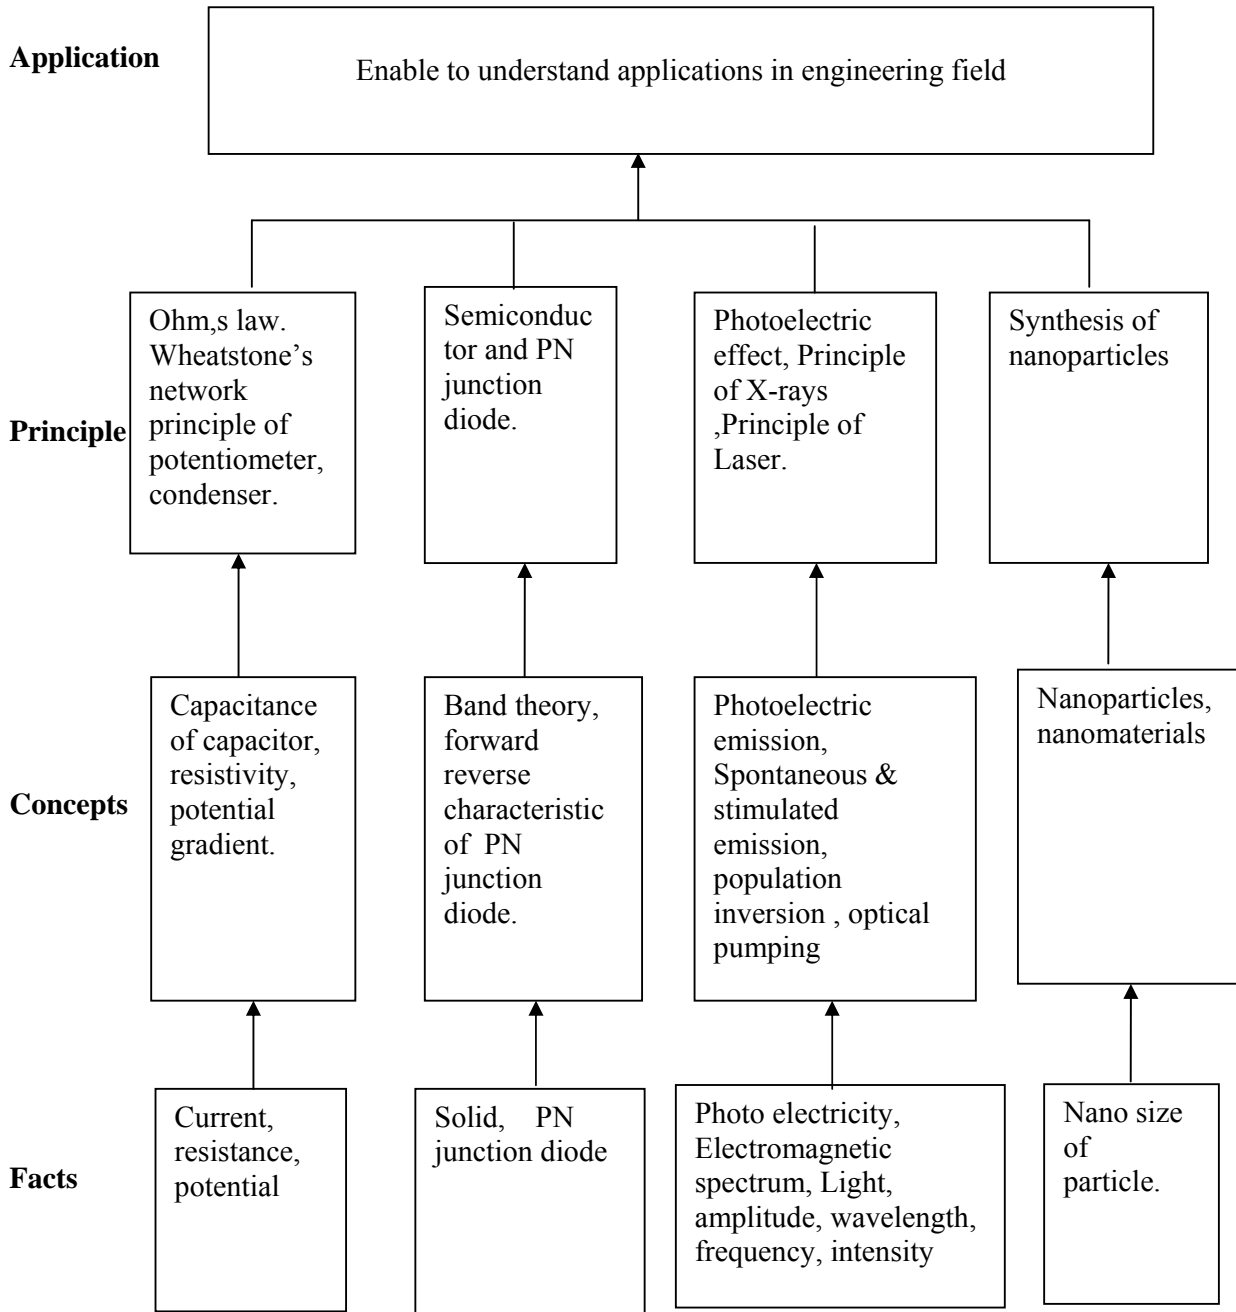 Application
Enable to understand applications in engineering field
Principle
Ohm,s law.
Wheatstone’s
network
principle of
potentiometer,
condenser.
Semiconduc
tor and PN
junction
diode.
Photoelectric
effect, Principle
of X-rays
,Principle of
Laser.
Synthesis of
nanoparticles
Concepts
Capacitance
of capacitor,
resistivity,
potential
gradient.
Band theory,
forward
reverse
characteristic
of PN
junction
diode.
Photoelectric
emission,
Spontaneous &
stimulated
emission,
population
inversion , optical
pumping
Nanoparticles,
nanomaterials
Facts
Current,
resistance,
potential
Solid, PN
junction diode
Photo electricity,
Electromagnetic
spectrum, Light,
amplitude, wavelength,
frequency, intensity
Nano size
of
particle.